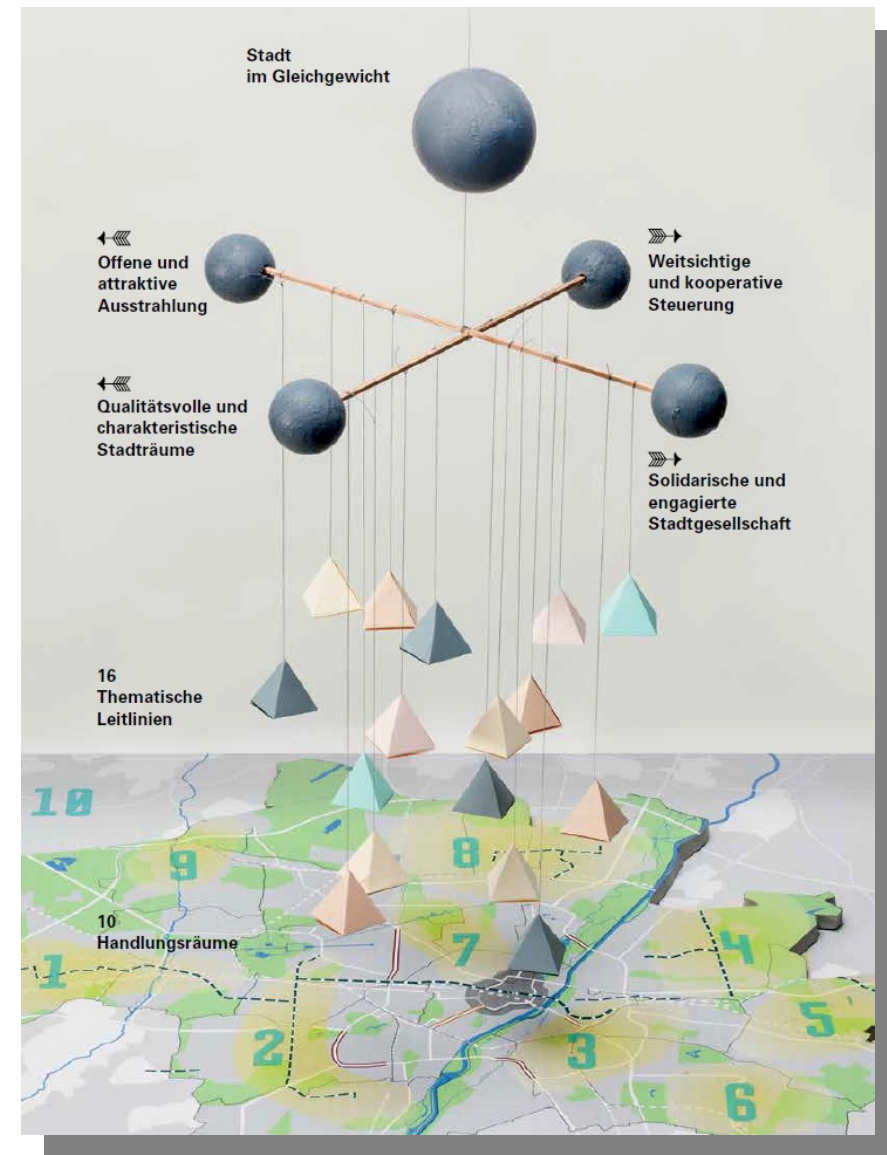 Stadt
im Gleichgewicht
Offene und
attraktive
Ausstrahlung
Weitsichtige
und kooperative
Steuerung
Qualitätsvolle und
charakteristische
Stadträume
Solidarische und
engagierte
Stadtgesellschaft
16
Thematische
Leitlinien
10
9
8
10
Handlungsräume
7
4
1
5
2
3
6